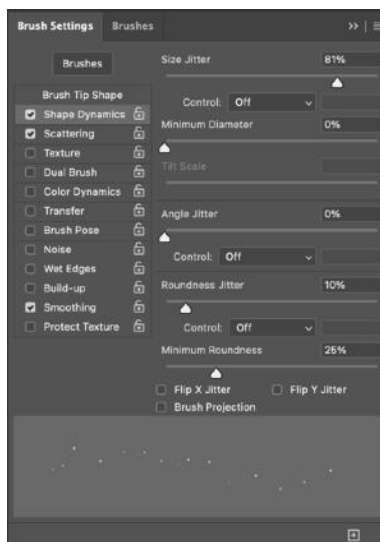 Brush Settings Brushes
Brushes
Brush Tip Shape
Shape Dynamics
Scattering
Texture
Dual Brush
Color Dynamics
Transfer
Brush Pose
Noise
Wet Edges
Build-up
Smoothing
Protect Texture
Size Jitter 81%
Control: Off
Minimum Diameter 0%
Tilt Scale
Angle Jitter 0%
Control: Off
Roundness Jitter 10%
Control: Off
Minimum Roundness 25%
Flip X Jitter Flip Y Jitter
Brush Projection